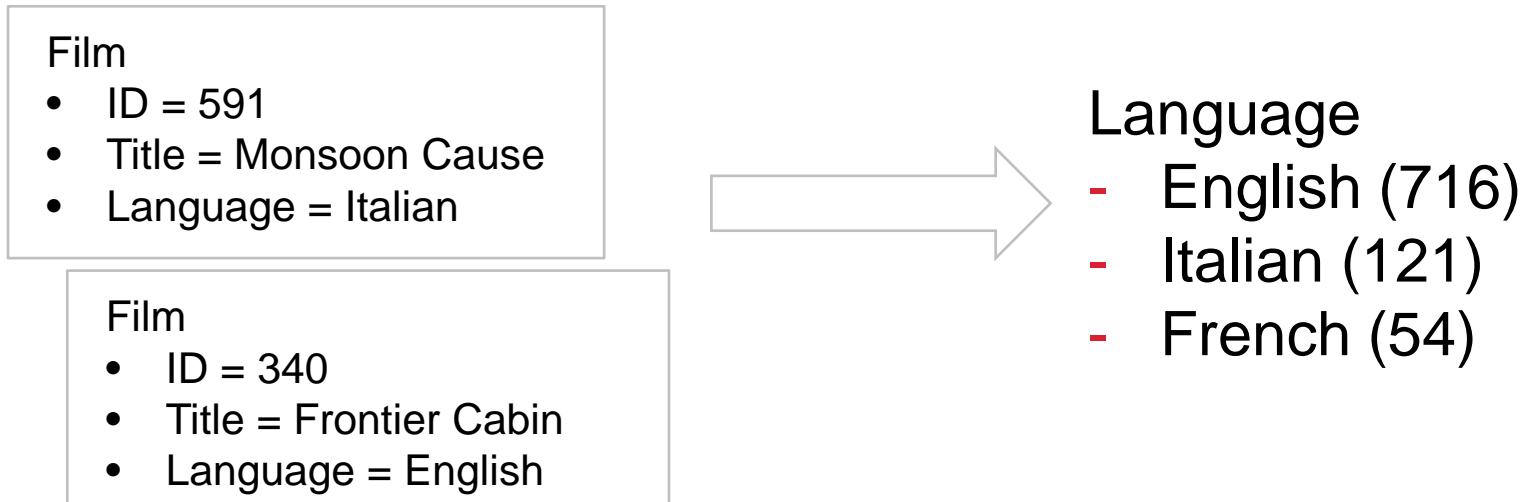 Film
• ID = 591
• Title = Monsoon Cause
• Language = Italian
Film
• ID = 340
• Title = Frontier Cabin
• Language = English
Language
- English (716)
- Italian (121)
- French (54)